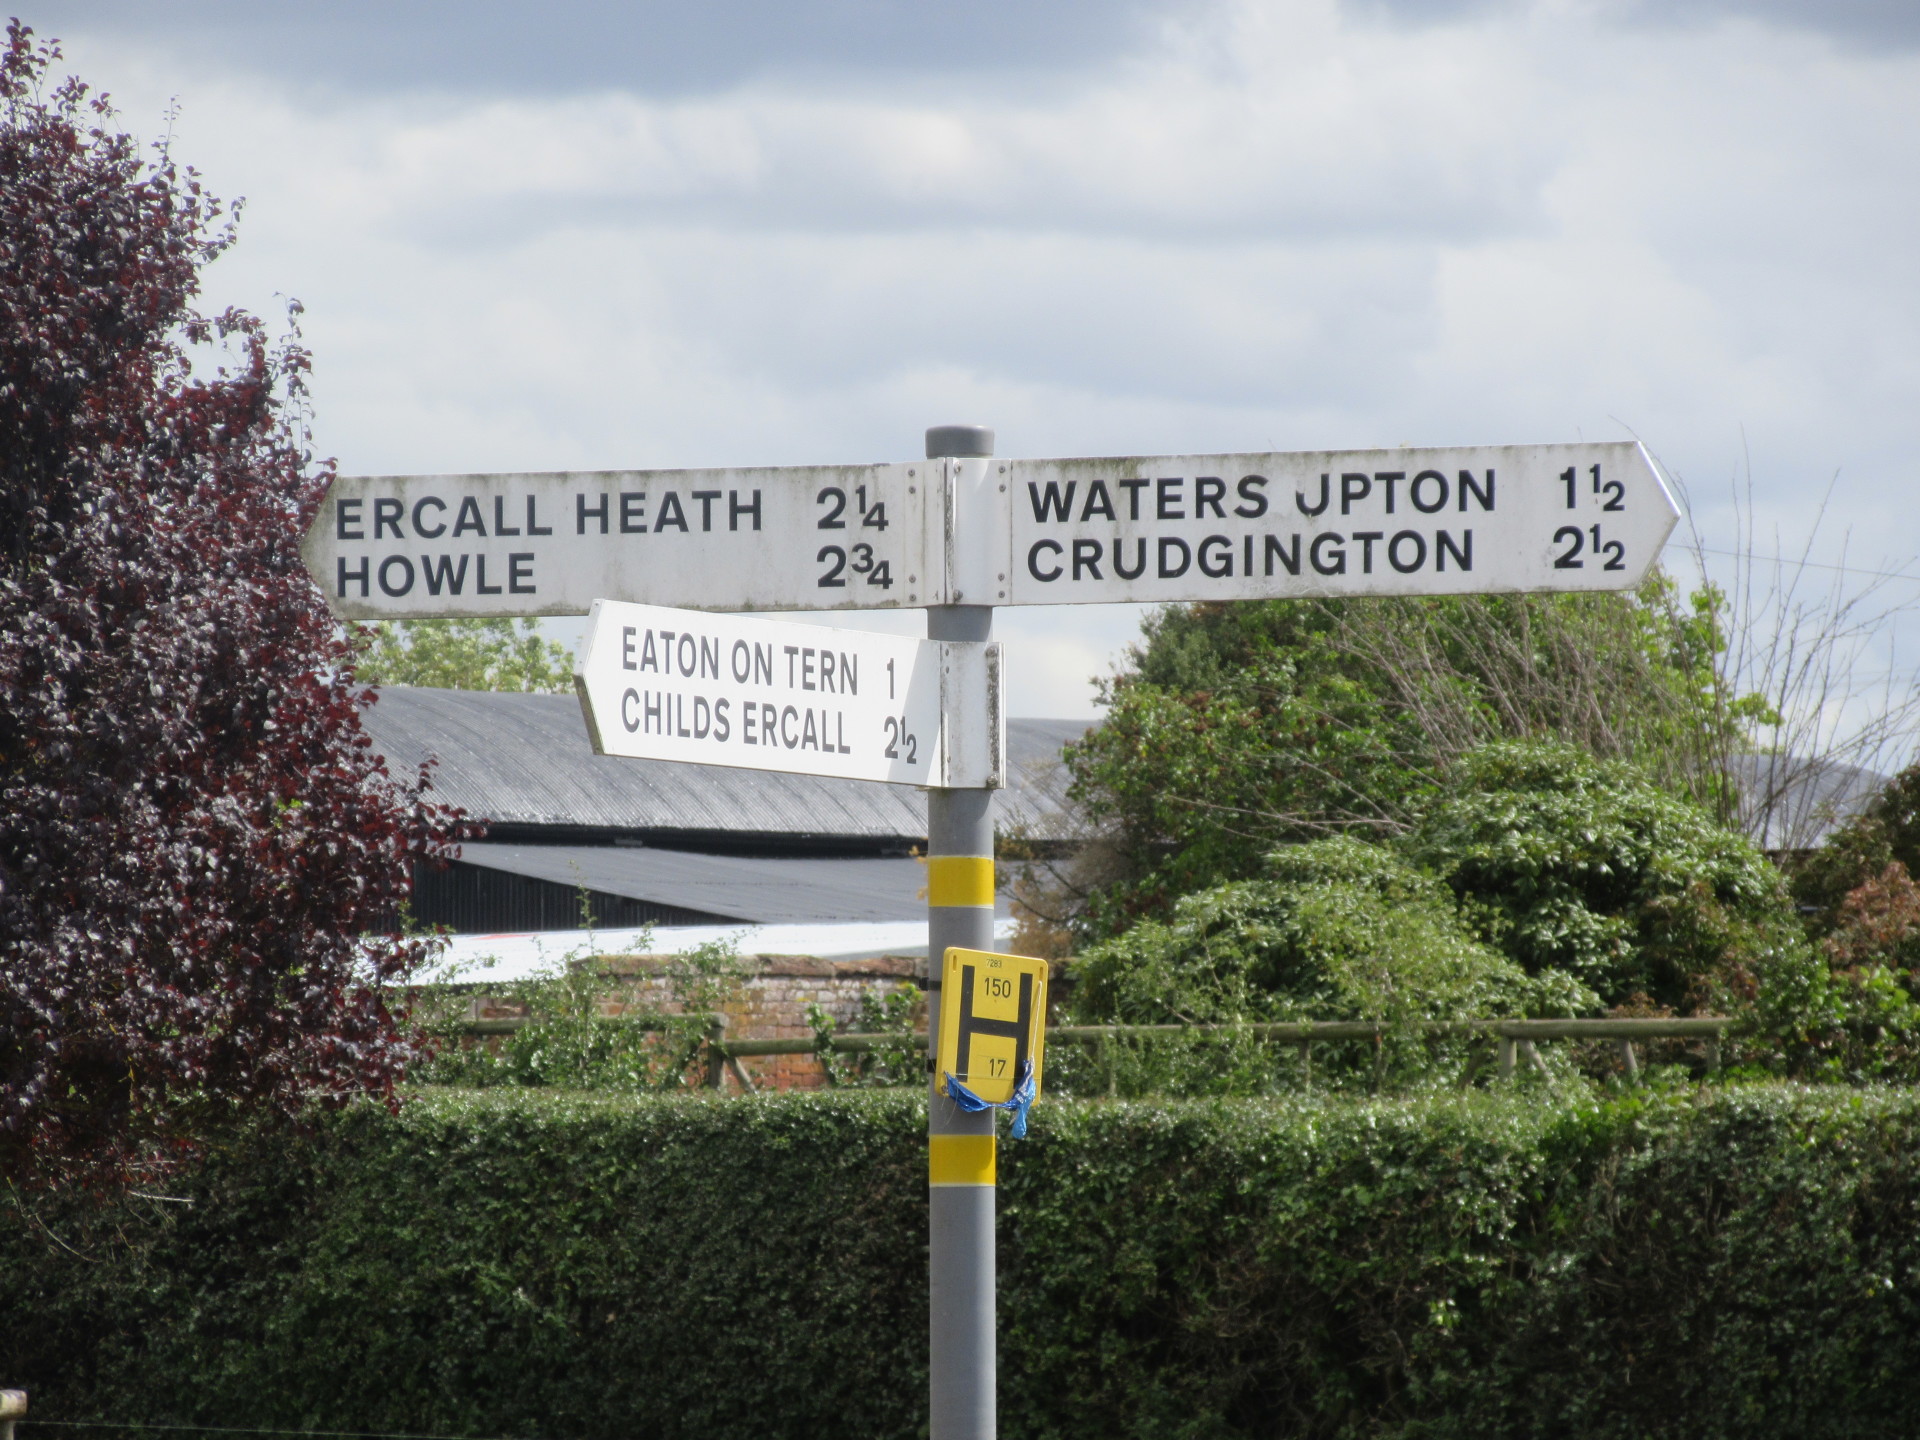 ERCALL HEATH 2¼
HOWLE 2¾
WATERS UPTON 1½
CRUDGINGTON 2½
EATON ON TERN 1
CHILDS ERCALL 2½
7283
150
H
17